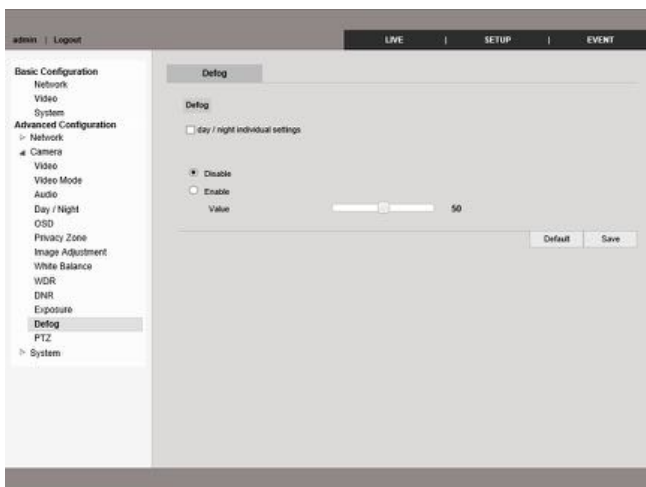 admin | Logout
LIVE | SETUP | EVENT
Basic Configuration
Network
Video
System
Advanced Configuration
Network
Camera
Video
Video Mode
Audio
Day / Night
OSD
Privacy Zone
Image Adjustment
White Balance
WDR
DNR
Exposure
Defog
PTZ
System
Defog
Defog
day / night individual settings
Disable
Enable
Value 50
Default Save